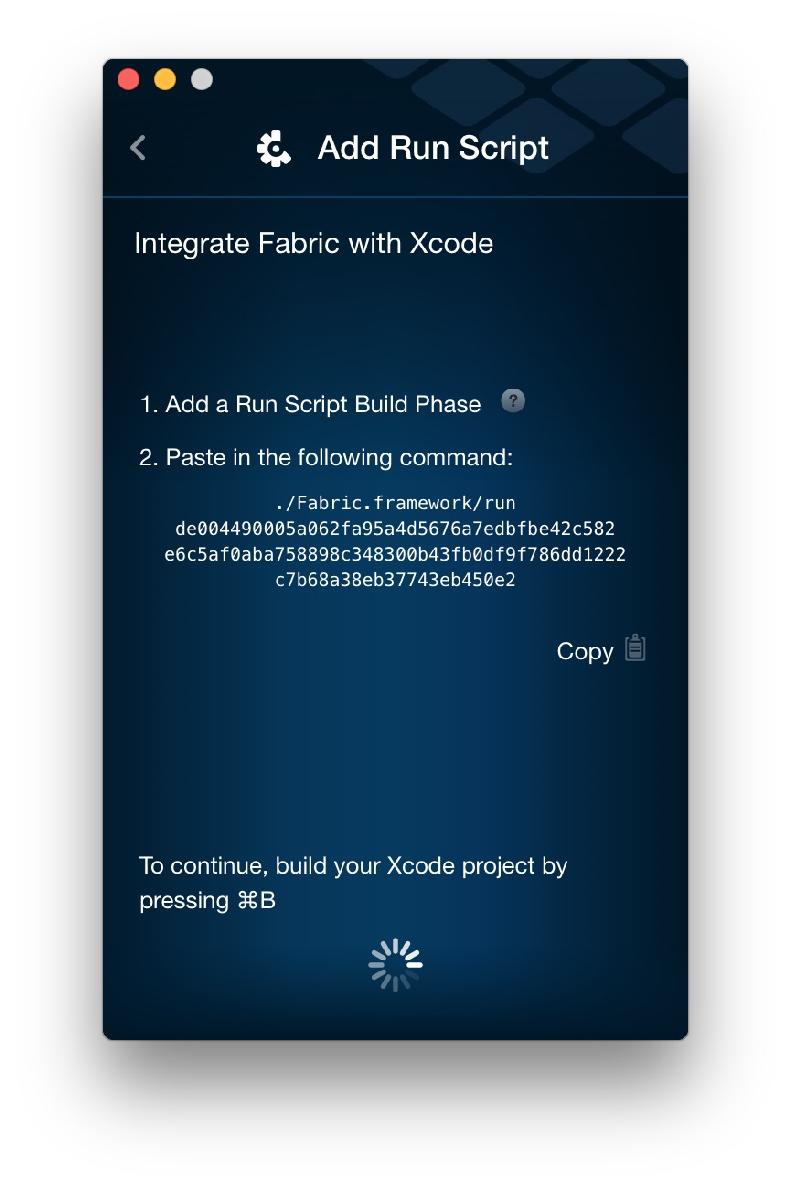 Add Run Script
Integrate Fabric with Xcode
1. Add a Run Script Build Phase ?
2. Paste in the following command:
./Fabric.framework/run
de004490005a062fa95a4d5676a7edbfbe42c582
e6c5af0aba758898c348300b43fb0df9f786dd1222
c7b68a38eb37743eb450e2
Copy
To continue, build your Xcode project by
pressing ⌘B